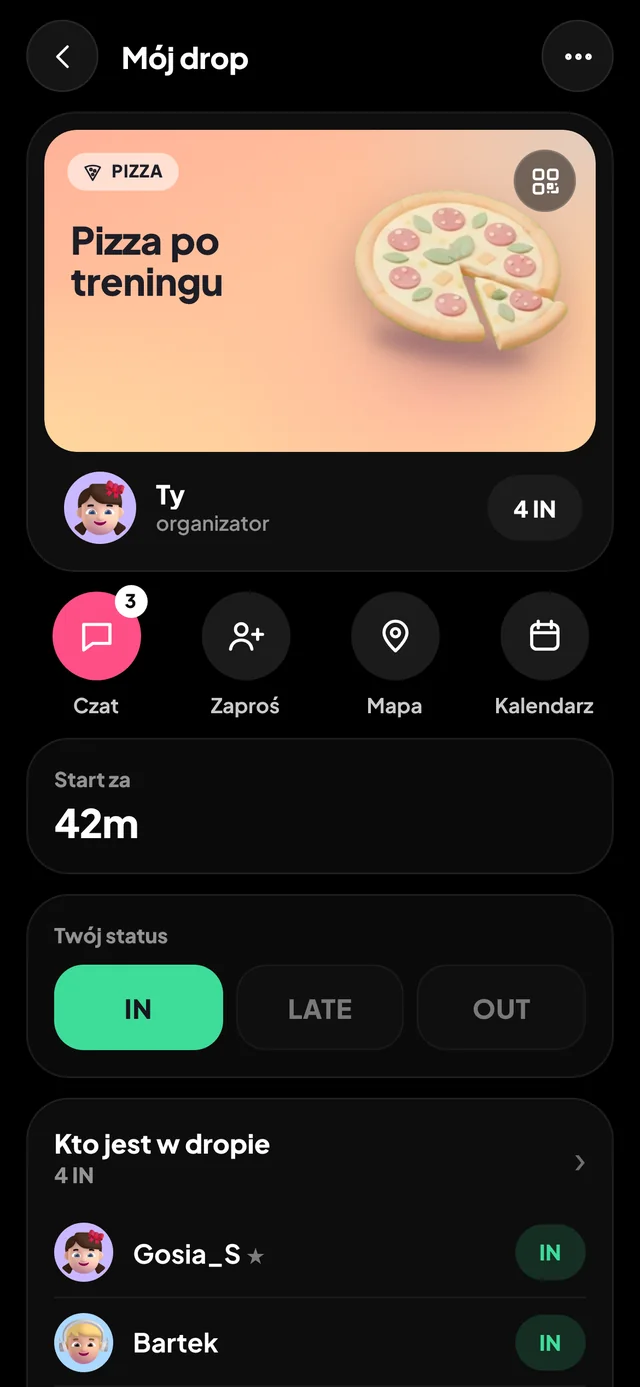 Mój drop
PIZZA
Pizza po
treningu
Ty
organizator
4 IN
3
Czat
Zaproś
Mapa
Kalendarz
Start za
42m
Twój status
IN
LATE
OUT
Kto jest w dropie
4 IN
Gosia_S
IN
Bartek
IN